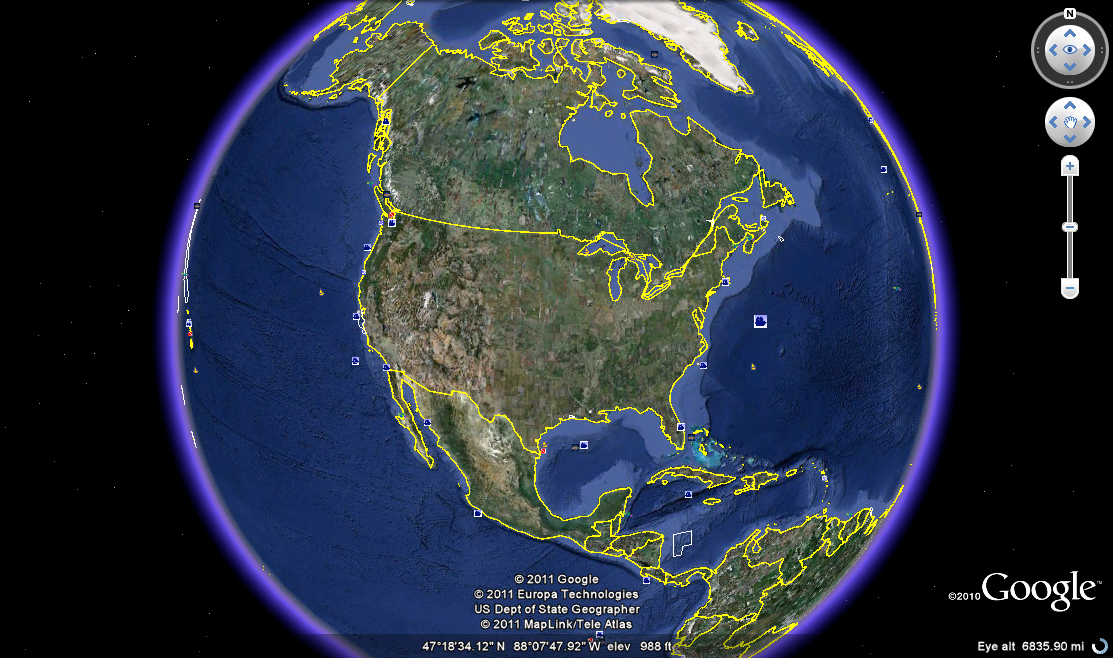 N
© 2011 Google
© 2011 Europa Technologies
US Dept of State Geographer
© 2011 MapLink/Tele Atlas
©2010 Google™
47°18'34.12" N 88°07'47.92" W elev 988 ft
Eye alt 6835.90 mi